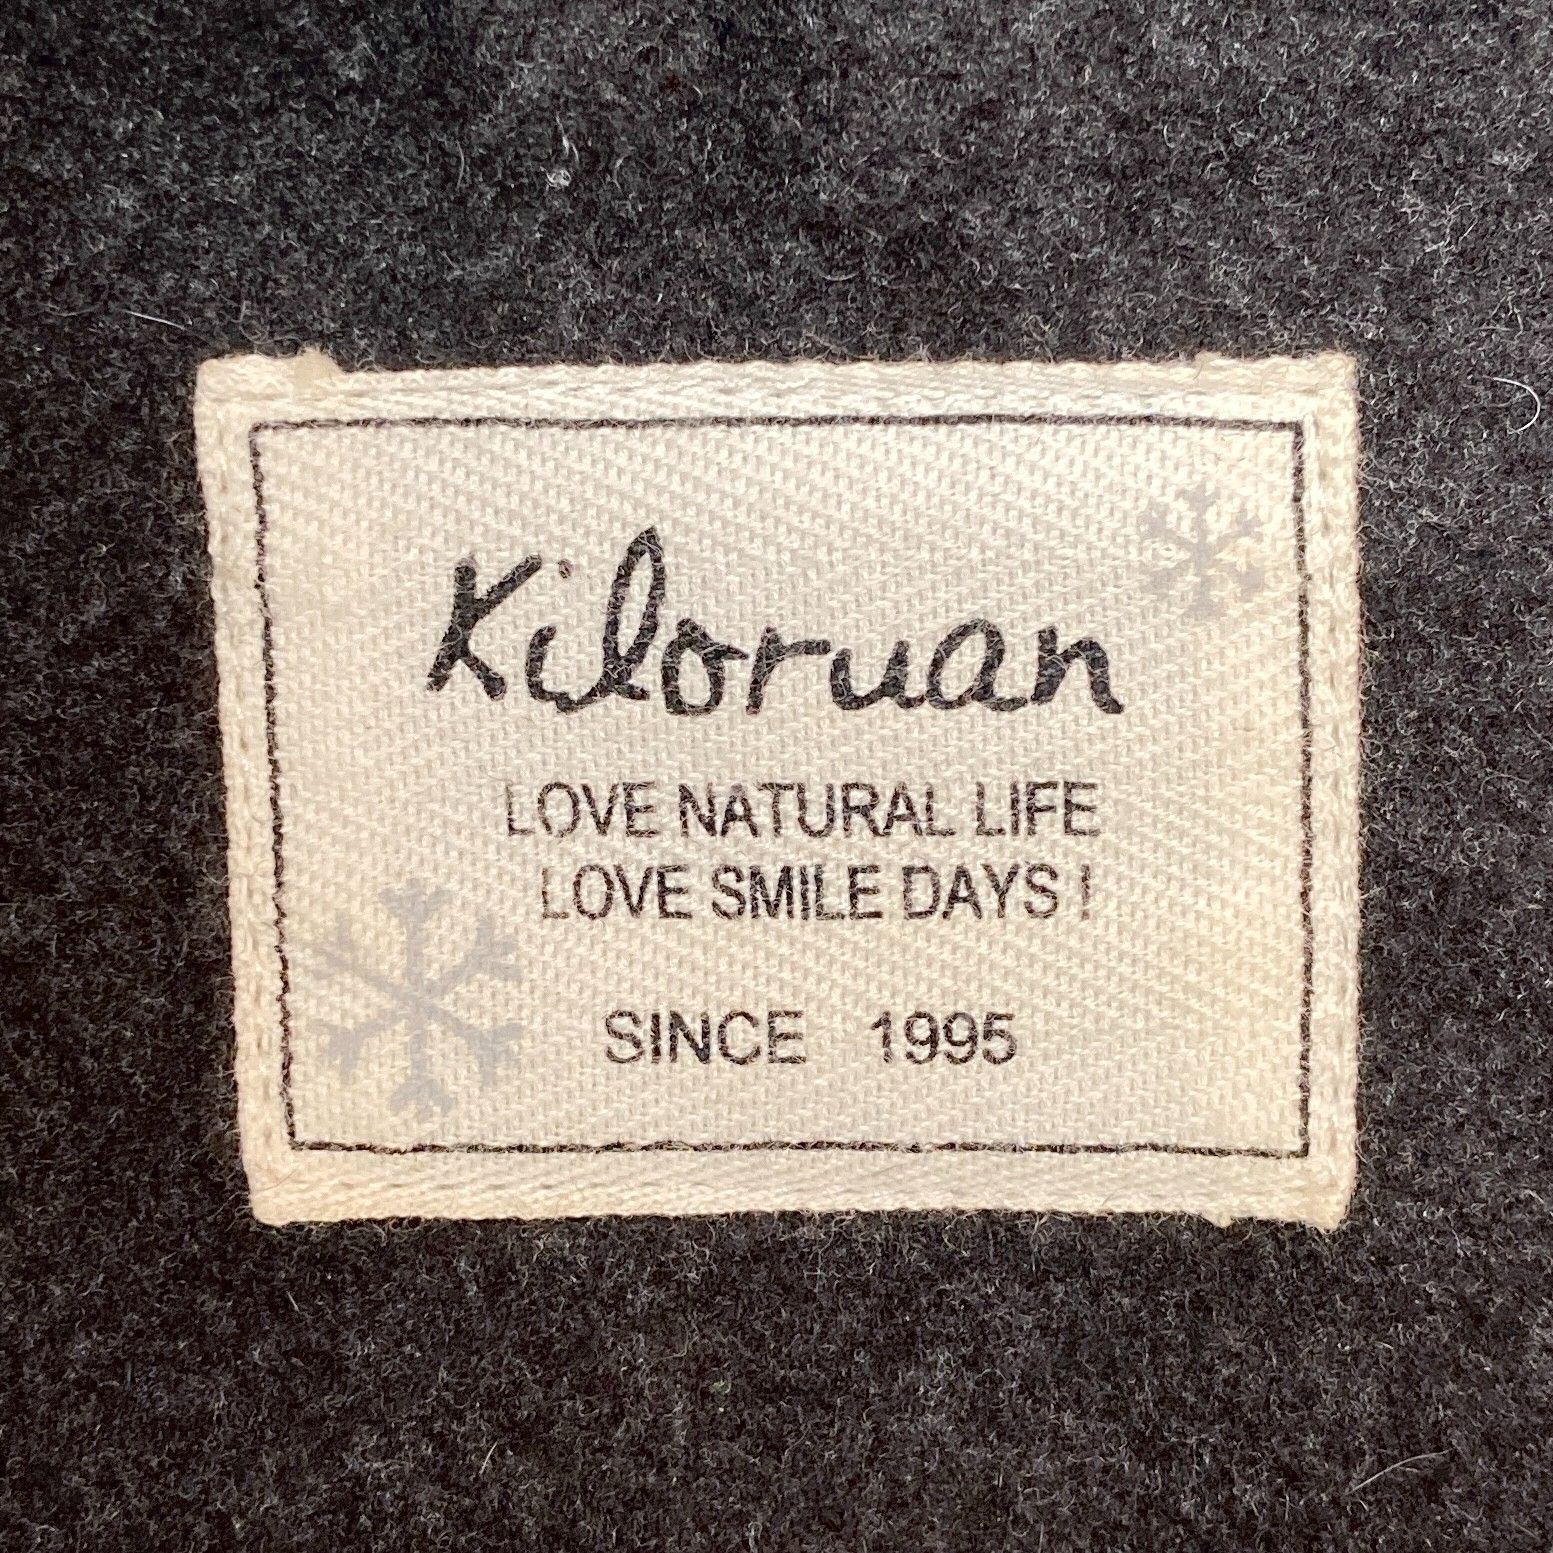 Kiloruan
LOVE NATURAL LIFE
LOVE SMILE DAYS !
SINCE 1995